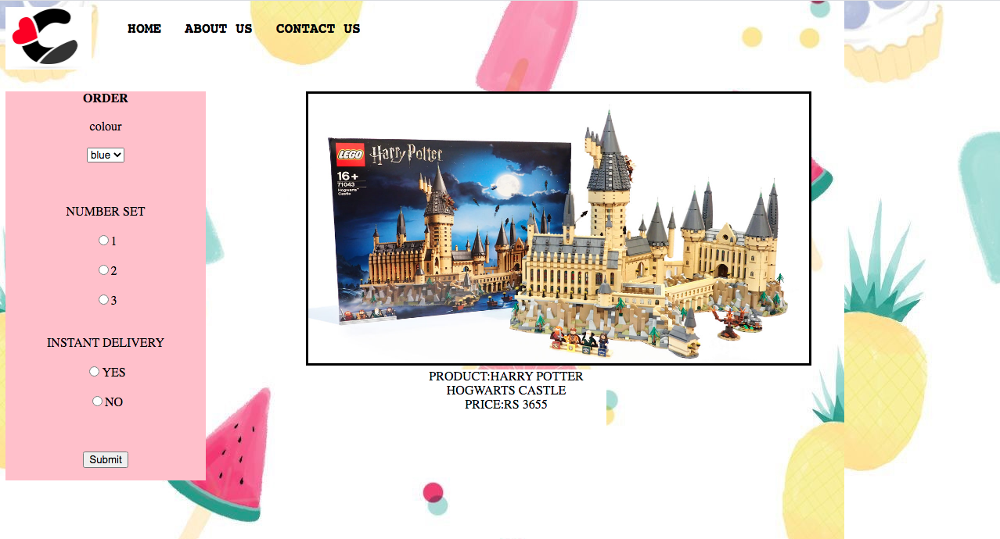 HOME ABOUT US CONTACT US
ORDER
colour
blue
NUMBER SET
1
2
3
INSTANT DELIVERY
YES
NO
Submit
LEGO Harry Potter
16+
71043
Hogwarts™
Castle
PRODUCT:HARRY POTTER
HOGWARTS CASTLE
PRICE:RS 3655